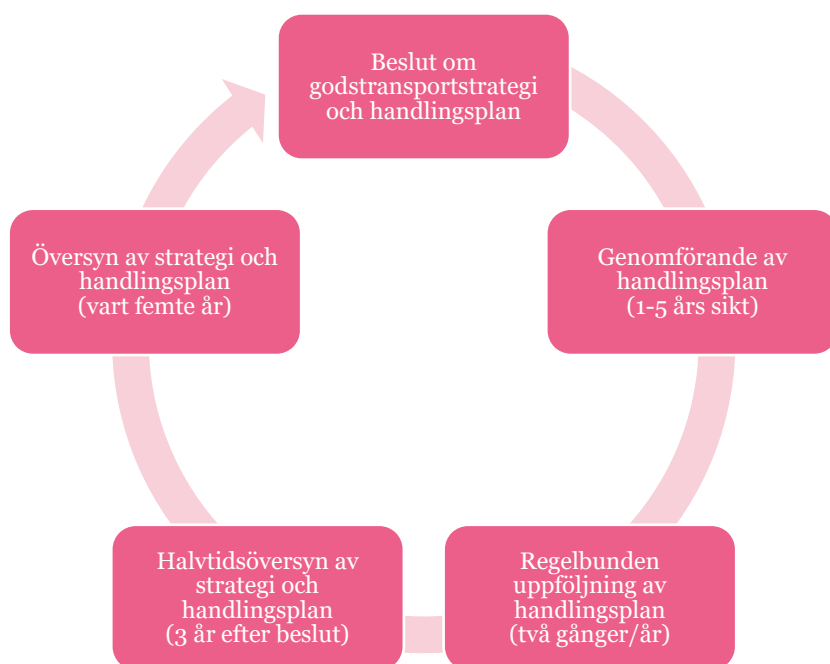 Beslut om
godstransportstrategi
och handlingsplan
Genomförande av
handlingsplan
(1-5 års sikt)
Regelbunden
uppföljning av
handlingsplan
(två gånger/år)
Halvtidsöversyn av
strategi och
handlingsplan
(3 år efter beslut)
Översyn av strategi och
handlingsplan
(vart femte år)